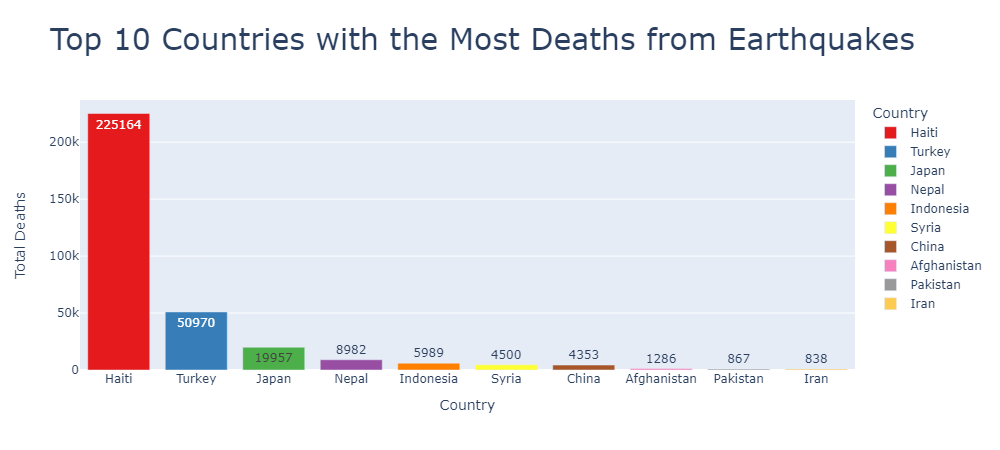 Top 10 Countries with the Most Deaths from Earthquakes
Total Deaths
200k
150k
100k
50k
0
225164
50970
19957
8982
5989
4500
4353
1286
867
838
Haiti
Turkey
Japan
Nepal
Indonesia
Syria
China
Afghanistan
Pakistan
Iran
Country
Country
Haiti
Turkey
Japan
Nepal
Indonesia
Syria
China
Afghanistan
Pakistan
Iran